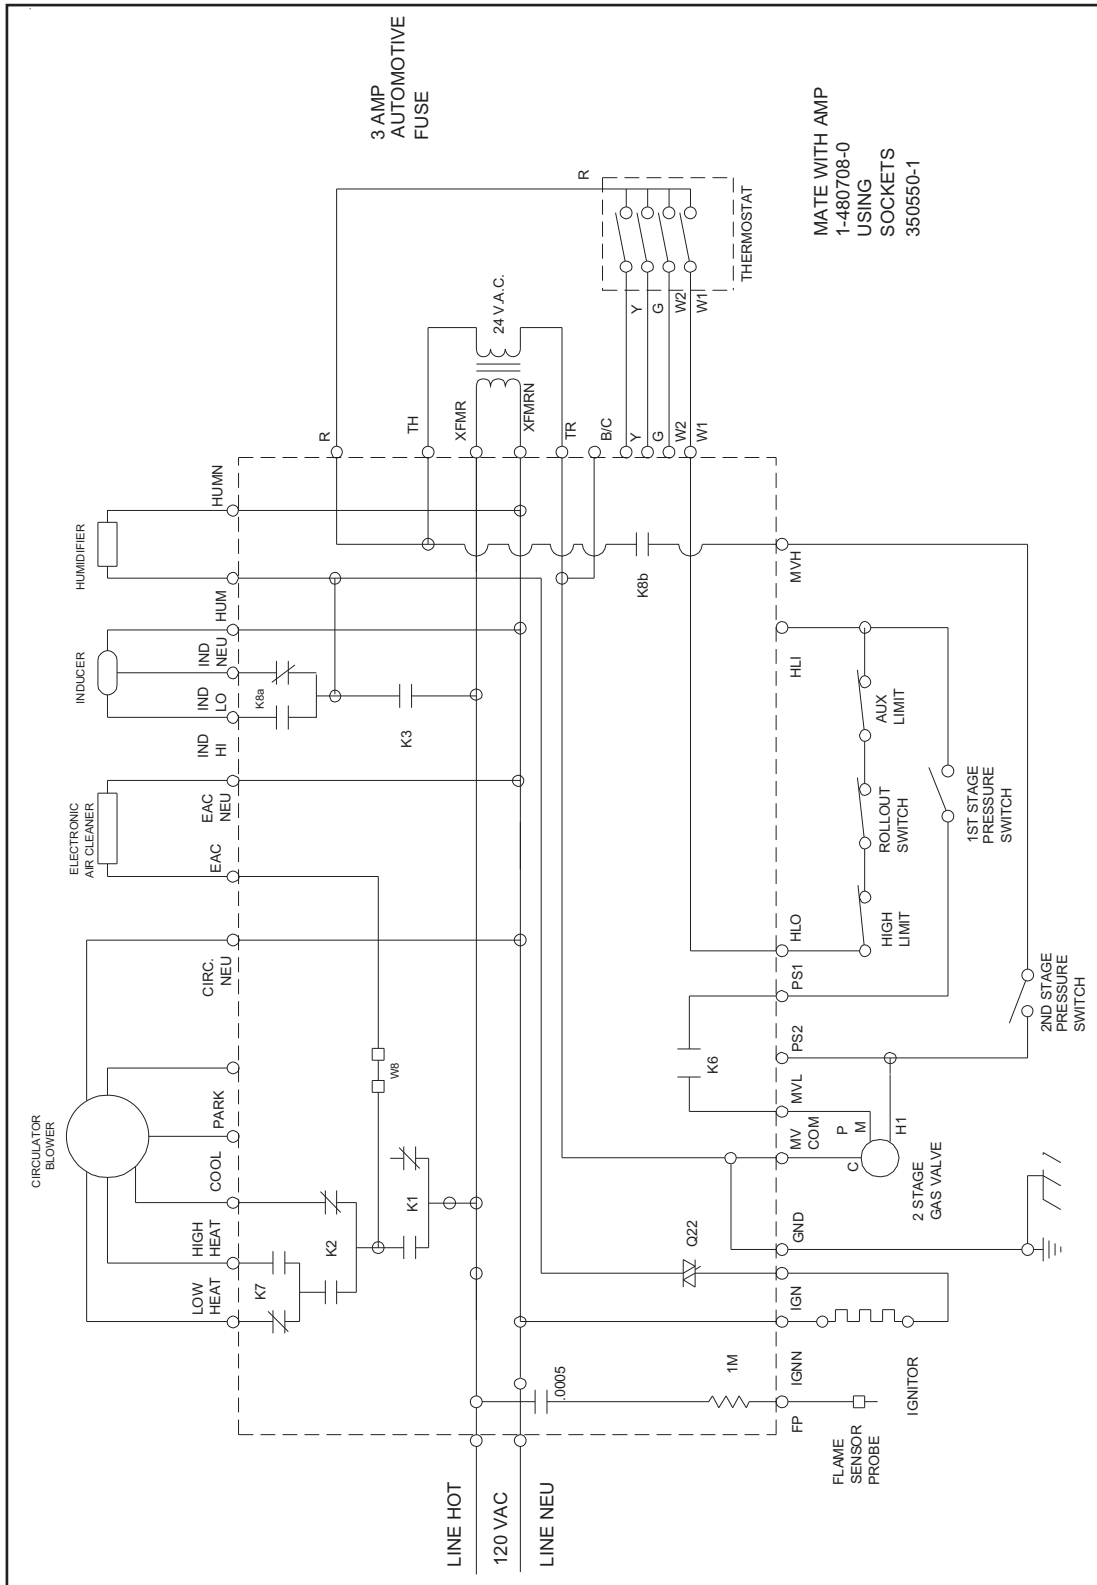 CIRCULATOR
BLOWER
ELECTRONIC
AIR CLEANER
INDUCER
HUMIDIFIER
3 AMP
AUTOMOTIVE
FUSE
LOW
HEAT
HIGH
HEAT
COOL
PARK
CIRC.
NEU
EAC
EAC
NEU
IND
HI
IND
LO
IND
NEU
HUM
HUMN
K7
K2
K1
W8
K8a
K3
R
TH
XFMR
XFMRN
24 V.A.C.
TR
B/C
Y
G
W2
W1
R
Y
G
W2
W1
THERMOSTAT
LINE HOT
120 VAC
LINE NEU
.0005
1M
Q22
K6
K8b
FP
IGNN
IGN
GND
MV
COM
MVL
PS2
PS1
HLO
HLI
MVH
C
P
M
H1
2 STAGE
GAS VALVE
FLAME
SENSOR
PROBE
IGNITOR
HIGH
LIMIT
ROLLOUT
SWITCH
AUX
LIMIT
1ST STAGE
PRESSURE
SWITCH
2ND STAGE
PRESSURE
SWITCH
MATE WITH AMP
1-480708-0
USING
SOCKETS
350550-1